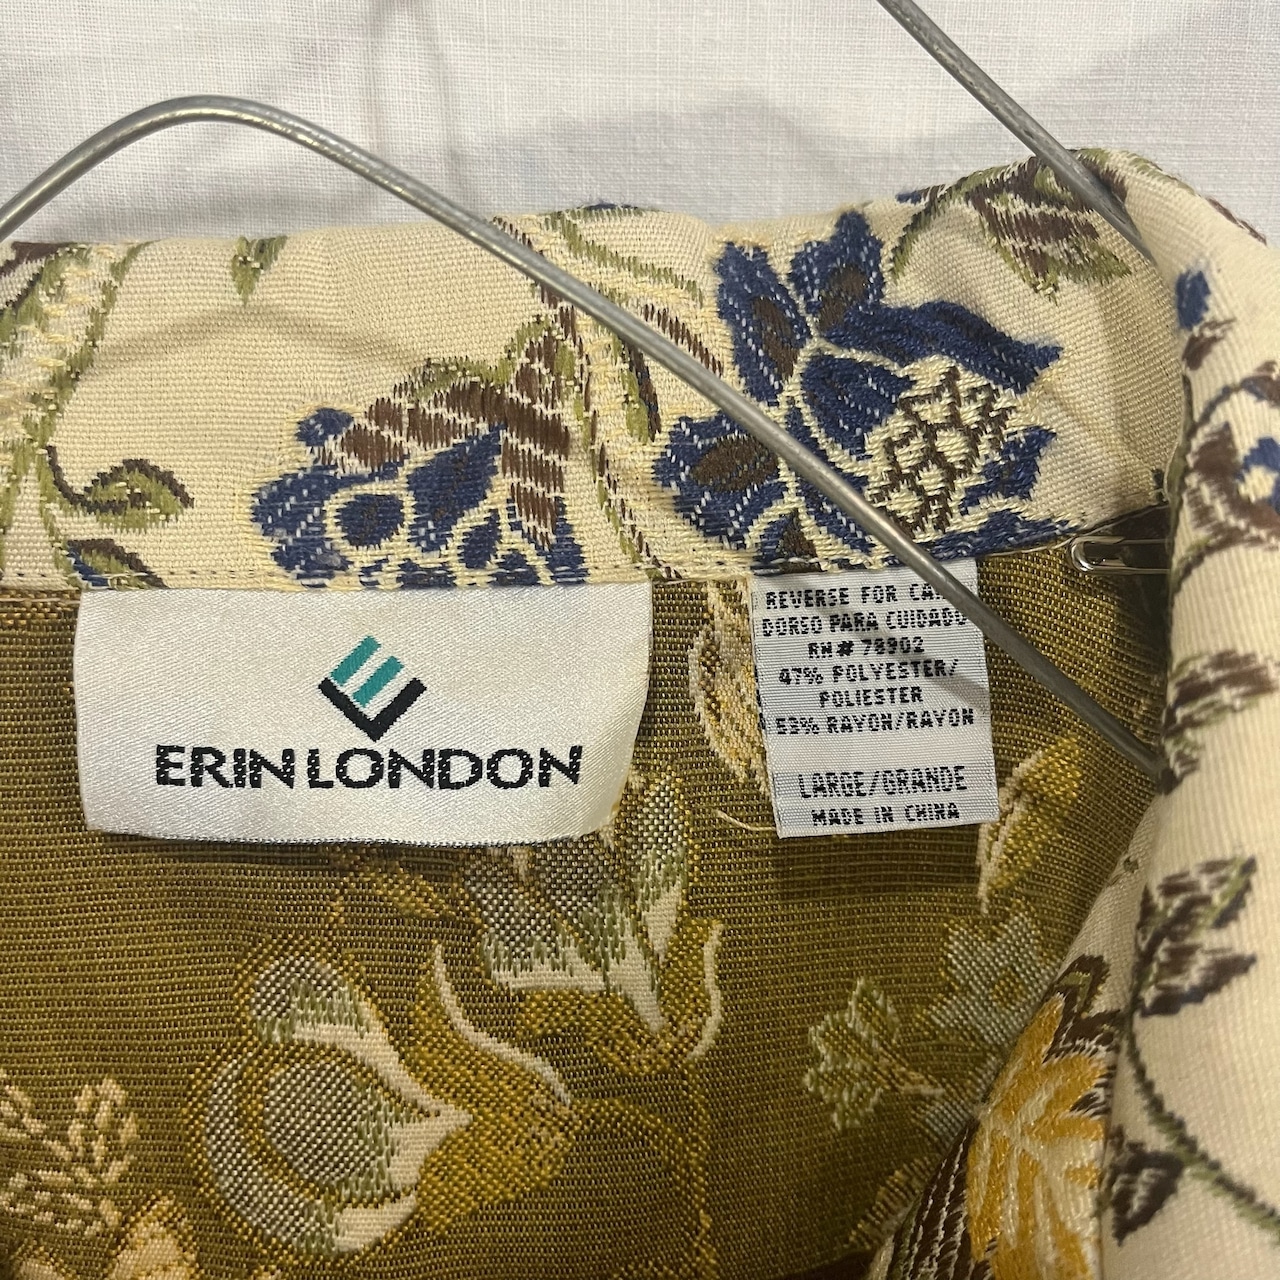 ERIN LONDON
REVERSE FOR
DORSO PARA CUIDADO
RN# 78902
47% POLYESTER/
POLIESTER
53% RAYON/RAYON
LARGE/GRANDE
MADE IN CHINA